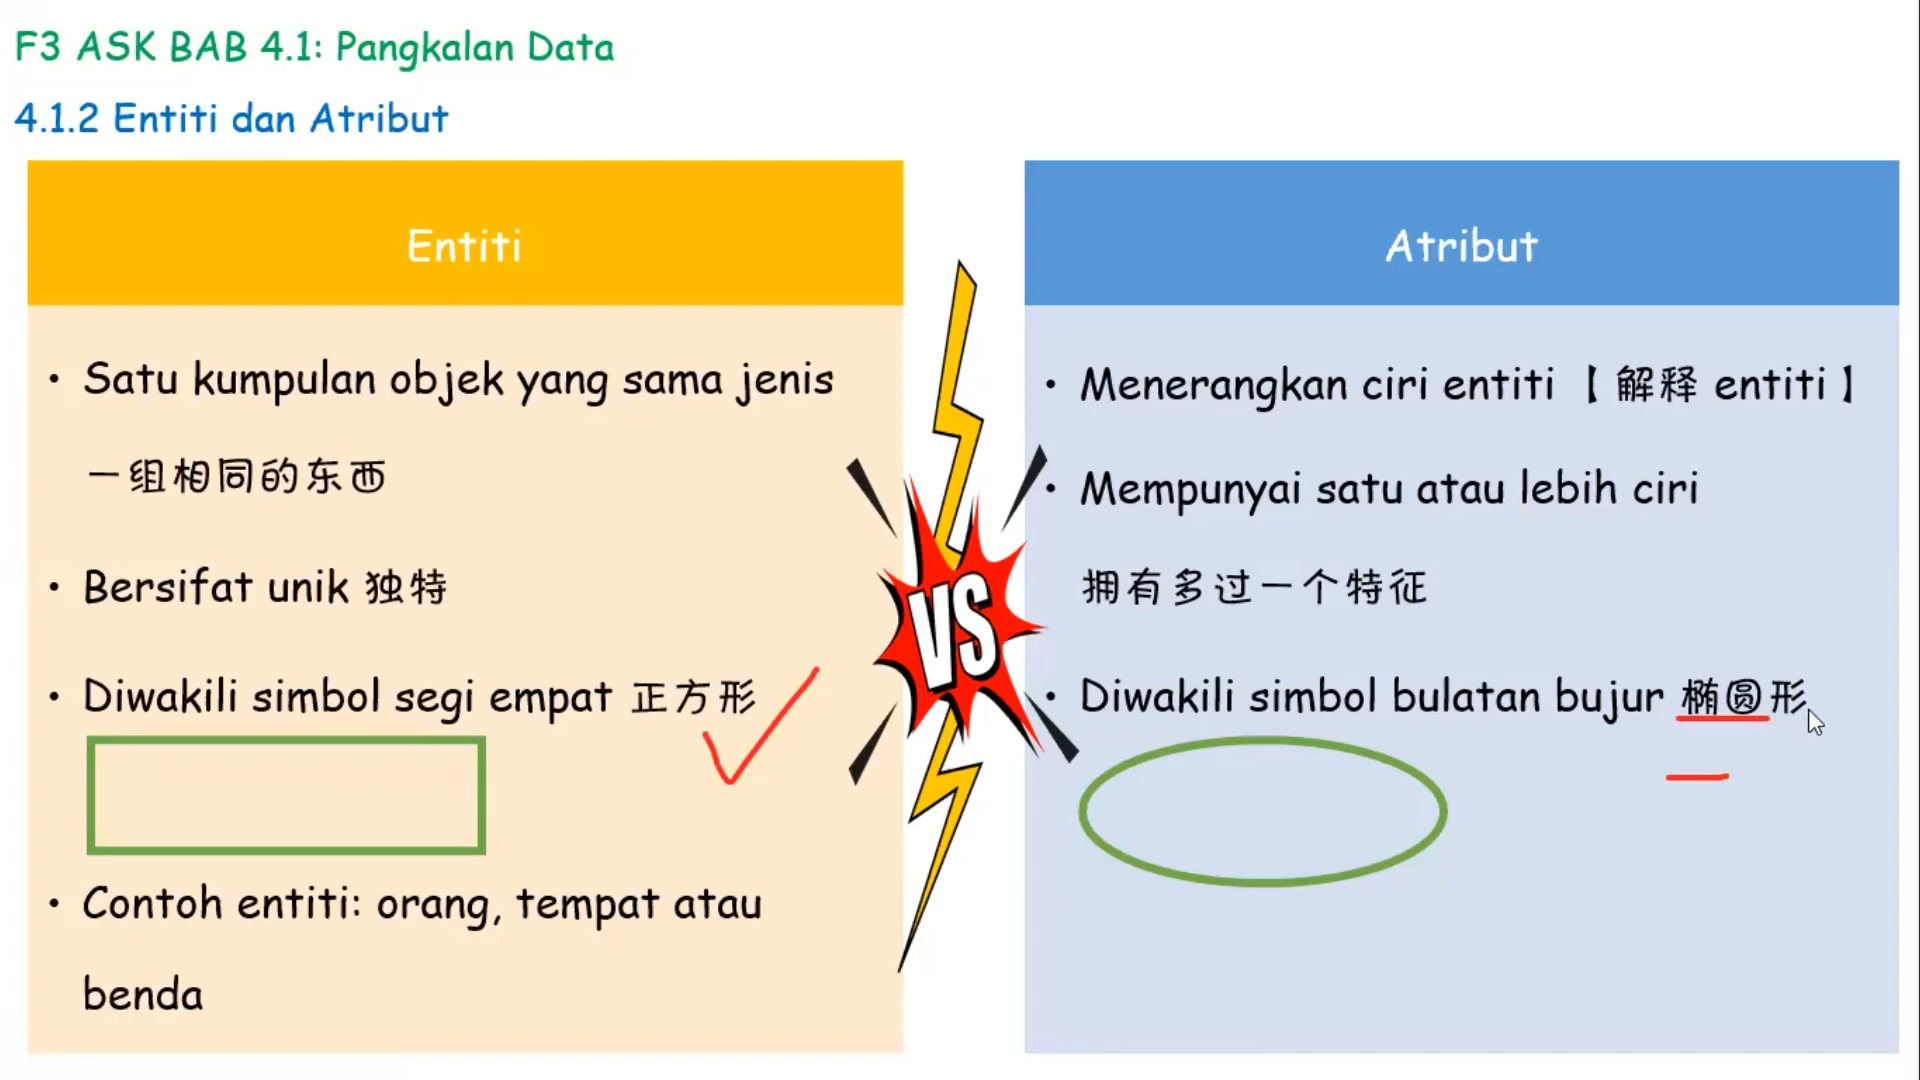 F3 ASK BAB 4.1: Pangkalan Data
4.1.2 Entiti dan Atribut
Entiti
• Satu kumpulan objek yang sama jenis
一组相同的东西
• Bersifat unik 独特
• Diwakili simbol segi empat 正方形
• Contoh entiti: orang, tempat atau
benda
VS
Atribut
• Menerangkan ciri entiti 【解释 entiti】
• Mempunyai satu atau lebih ciri
拥有多过一个特征
• Diwakili simbol bulatan bujur 椭圆形